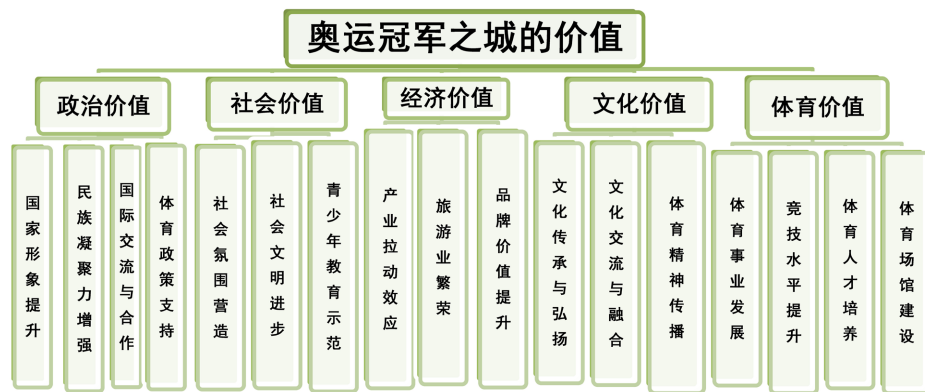 奥运冠军之城的价值
政治价值
社会价值
经济价值
文化价值
体育价值
国家形象提升
民族凝聚力增强
国际交流与合作
体育政策支持
社会氛围营造
社会文明进步
青少年教育示范
产业拉动效应
旅游业繁荣
品牌价值提升
文化传承与弘扬
文化交流与融合
体育精神传播
体育事业发展
竞技水平提升
体育人才培养
体育场馆建设